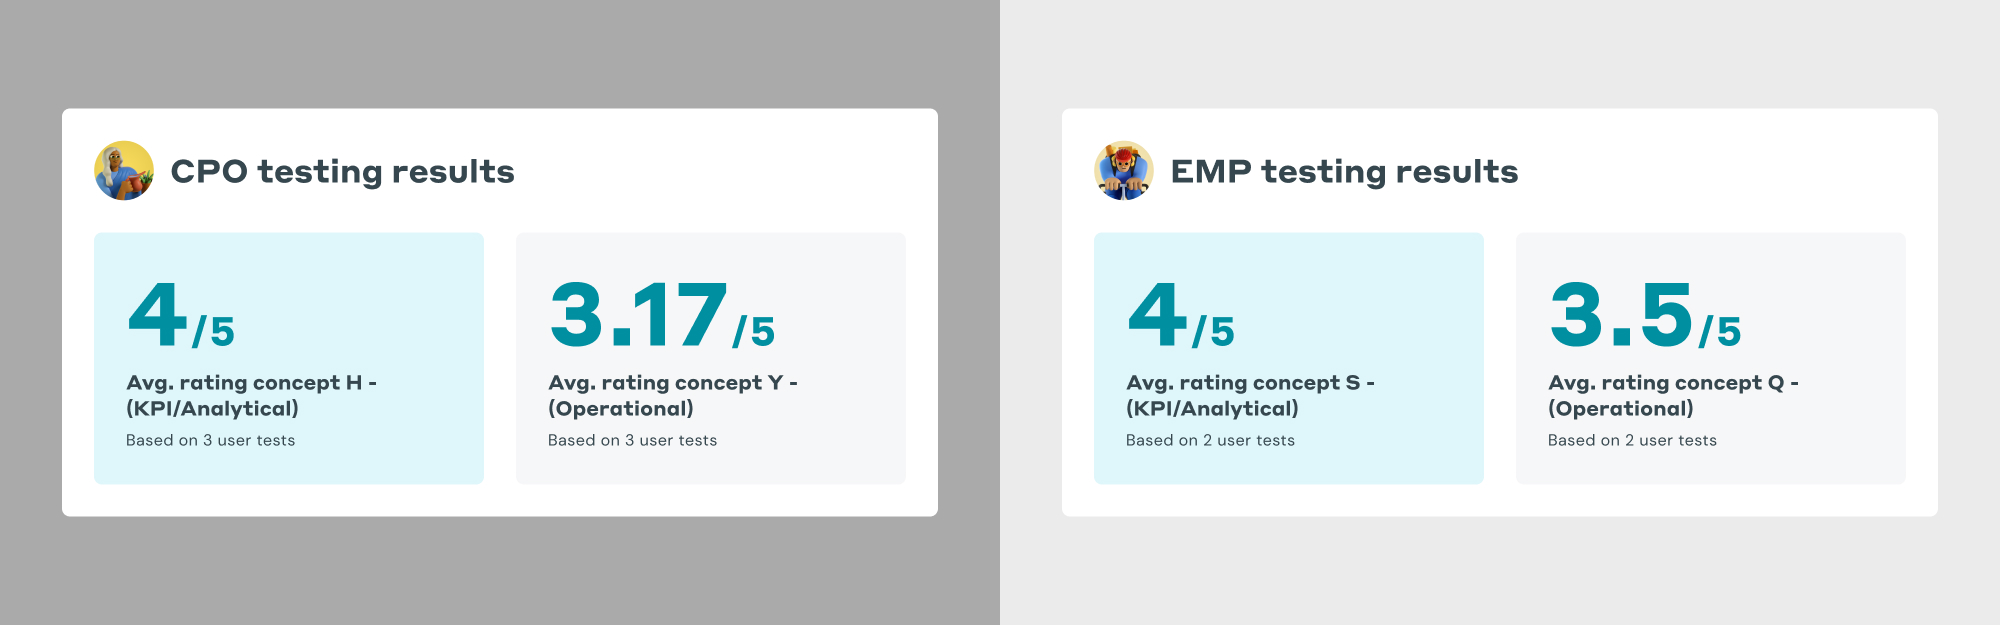 CPO testing results
4/5
Avg. rating concept H -
(KPI/Analytical)
Based on 3 user tests
3.17/5
Avg. rating concept Y -
(Operational)
Based on 3 user tests
EMP testing results
4/5
Avg. rating concept S -
(KPI/Analytical)
Based on 2 user tests
3.5/5
Avg. rating concept Q -
(Operational)
Based on 2 user tests